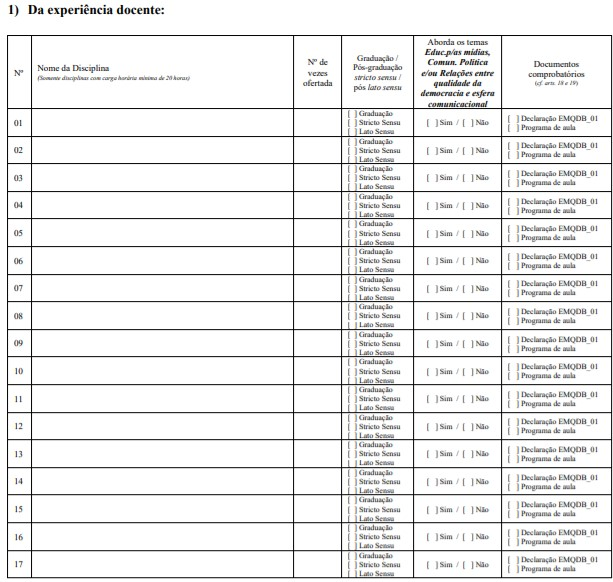 1) Da experiência docente:
Nº
Nome da Disciplina
(Somente disciplinas com carga horária mínima de 20 horas)
Nº de
vezes
ofertada
Graduação /
Pós-graduação
stricto sensu /
pós lato sensu
Aborda os temas
Educ.p/as mídias,
Comun. Política
e/ou Relações entre
qualidade da
democracia e esfera
comunicacional
Documentos
comprobatórios
(cf. arts. 18 e 19)
01
[ ] Graduação
[ ] Stricto Sensu
[ ] Lato Sensu
[ ] Sim / [ ] Não
[ ] Declaração EMQDB_01
[ ] Programa de aula
02
[ ] Graduação
[ ] Stricto Sensu
[ ] Lato Sensu
[ ] Sim / [ ] Não
[ ] Declaração EMQDB_01
[ ] Programa de aula
03
[ ] Graduação
[ ] Stricto Sensu
[ ] Lato Sensu
[ ] Sim / [ ] Não
[ ] Declaração EMQDB_01
[ ] Programa de aula
04
[ ] Graduação
[ ] Stricto Sensu
[ ] Lato Sensu
[ ] Sim / [ ] Não
[ ] Declaração EMQDB_01
[ ] Programa de aula
05
[ ] Graduação
[ ] Stricto Sensu
[ ] Lato Sensu
[ ] Sim / [ ] Não
[ ] Declaração EMQDB_01
[ ] Programa de aula
06
[ ] Graduação
[ ] Stricto Sensu
[ ] Lato Sensu
[ ] Sim / [ ] Não
[ ] Declaração EMQDB_01
[ ] Programa de aula
07
[ ] Graduação
[ ] Stricto Sensu
[ ] Lato Sensu
[ ] Sim / [ ] Não
[ ] Declaração EMQDB_01
[ ] Programa de aula
08
[ ] Graduação
[ ] Stricto Sensu
[ ] Lato Sensu
[ ] Sim / [ ] Não
[ ] Declaração EMQDB_01
[ ] Programa de aula
09
[ ] Graduação
[ ] Stricto Sensu
[ ] Lato Sensu
[ ] Sim / [ ] Não
[ ] Declaração EMQDB_01
[ ] Programa de aula
10
[ ] Graduação
[ ] Stricto Sensu
[ ] Lato Sensu
[ ] Sim / [ ] Não
[ ] Declaração EMQDB_01
[ ] Programa de aula
11
[ ] Graduação
[ ] Stricto Sensu
[ ] Lato Sensu
[ ] Sim / [ ] Não
[ ] Declaração EMQDB_01
[ ] Programa de aula
12
[ ] Graduação
[ ] Stricto Sensu
[ ] Lato Sensu
[ ] Sim / [ ] Não
[ ] Declaração EMQDB_01
[ ] Programa de aula
13
[ ] Graduação
[ ] Stricto Sensu
[ ] Lato Sensu
[ ] Sim / [ ] Não
[ ] Declaração EMQDB_01
[ ] Programa de aula
14
[ ] Graduação
[ ] Stricto Sensu
[ ] Lato Sensu
[ ] Sim / [ ] Não
[ ] Declaração EMQDB_01
[ ] Programa de aula
15
[ ] Graduação
[ ] Stricto Sensu
[ ] Lato Sensu
[ ] Sim / [ ] Não
[ ] Declaração EMQDB_01
[ ] Programa de aula
16
[ ] Graduação
[ ] Stricto Sensu
[ ] Lato Sensu
[ ] Sim / [ ] Não
[ ] Declaração EMQDB_01
[ ] Programa de aula
17
[ ] Graduação
[ ] Stricto Sensu
[ ] Lato Sensu
[ ] Sim / [ ] Não
[ ] Declaração EMQDB_01
[ ] Programa de aula